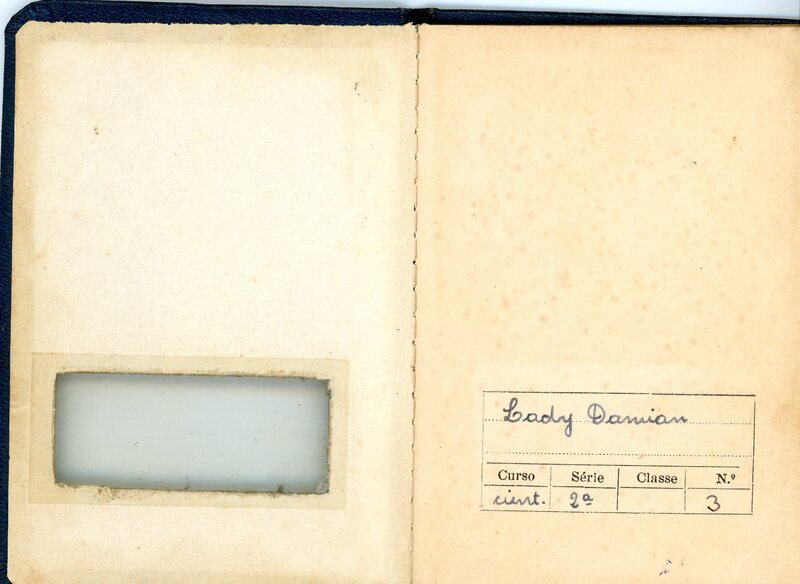 Lady Damian
Curso Série Classe N.º
cient. 2ª 3